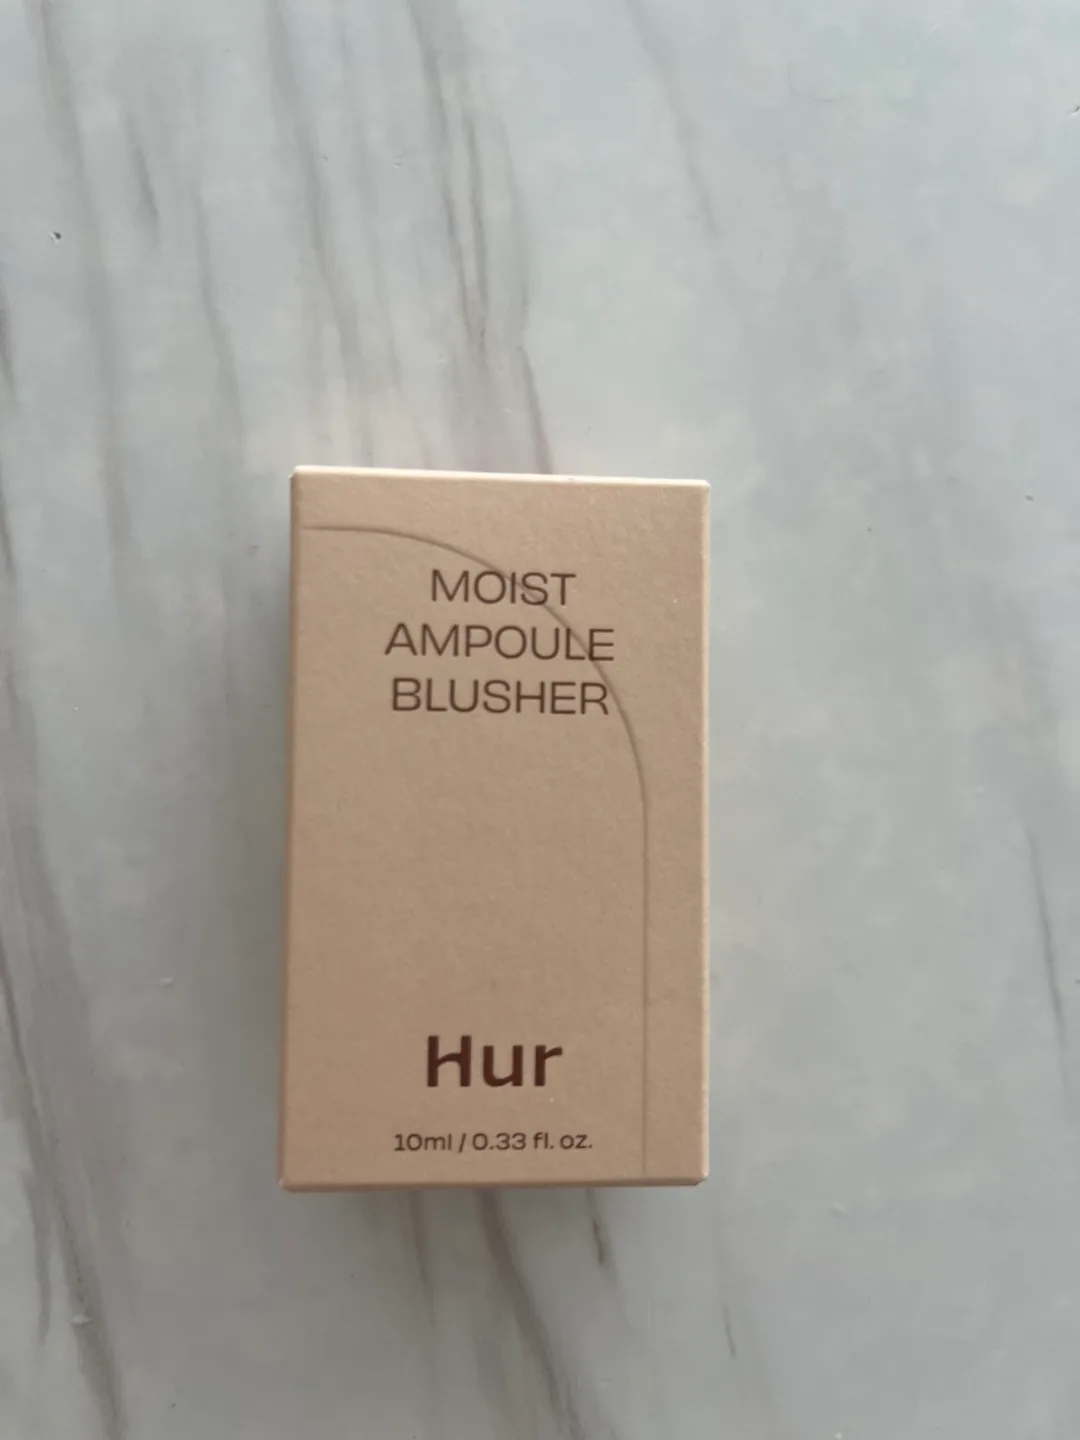 MOIST
AMPOULE
BLUSHER
Hur
10ml / 0.33 fl. oz.